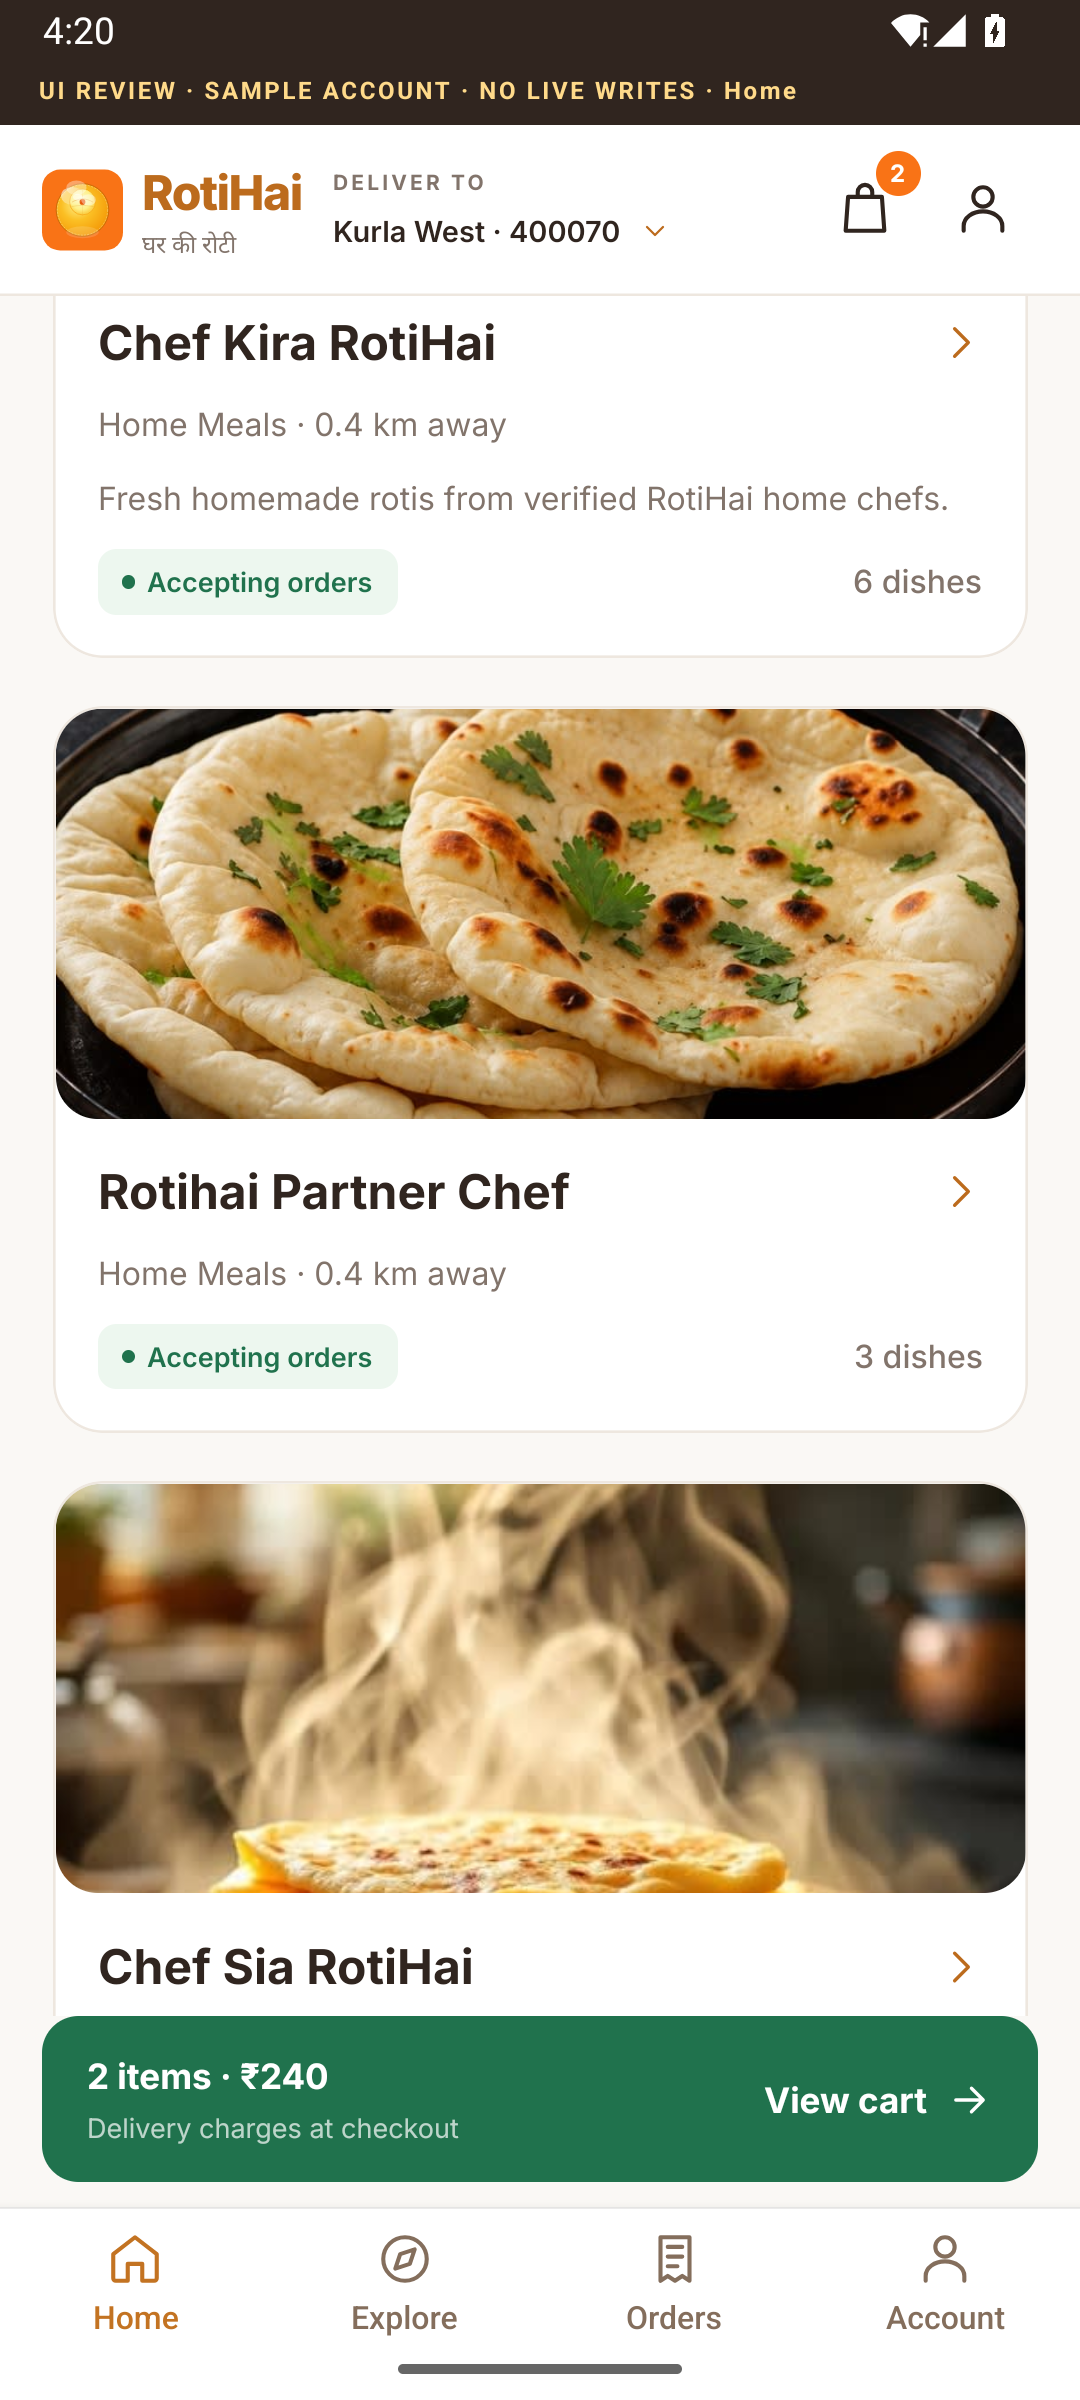 4:20
UI REVIEW · SAMPLE ACCOUNT · NO LIVE WRITES · Home
RotiHai
घर की रोटी
DELIVER TO
Kurla West · 400070
2
Chef Kira RotiHai
Home Meals · 0.4 km away
Fresh homemade rotis from verified RotiHai home chefs.
Accepting orders
6 dishes
Rotihai Partner Chef
Home Meals · 0.4 km away
Accepting orders
3 dishes
Chef Sia RotiHai
2 items · ₹240
Delivery charges at checkout
View cart
Home
Explore
Orders
Account